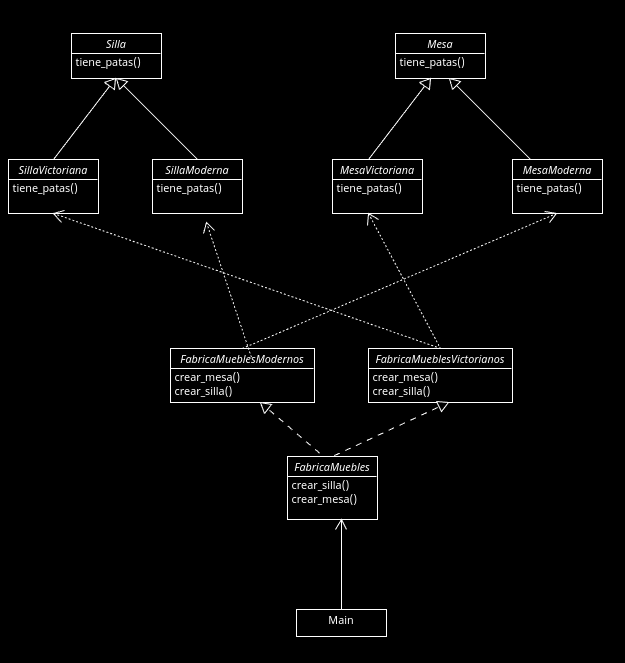 Silla
tiene_patas()
Mesa
tiene_patas()
SillaVictoriana
tiene_patas()
SillaModerna
tiene_patas()
MesaVictoriana
tiene_patas()
MesaModerna
tiene_patas()
FabricaMueblesModernos
crear_mesa()
crear_silla()
FabricaMueblesVictorianos
crear_mesa()
crear_silla()
FabricaMuebles
crear_silla()
crear_mesa()
Main